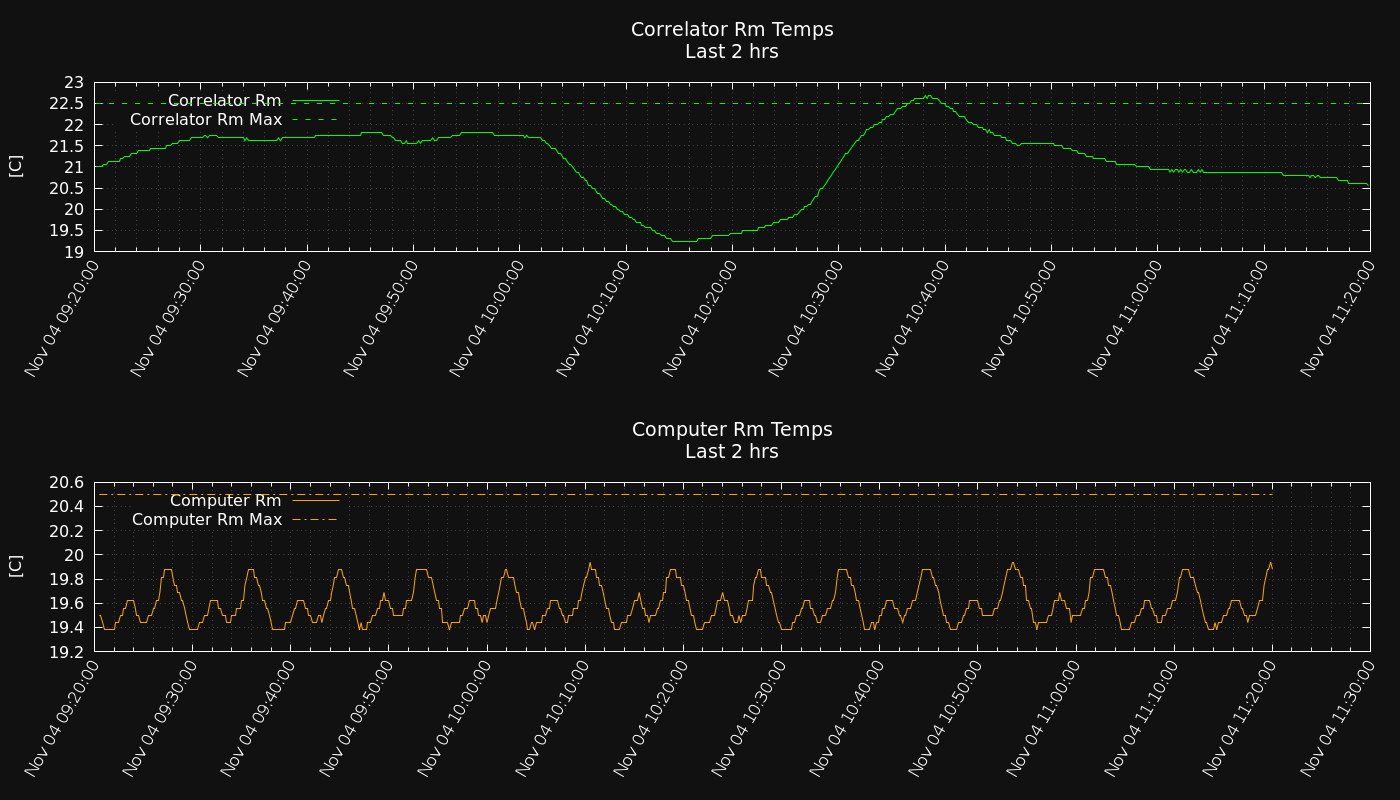 Correlator Rm Temps
Last 2 hrs
23
22.5
22
21.5
21
20.5
20
19.5
19
[C]
Correlator Rm
Correlator Rm Max
Nov 04 09:20:00
Nov 04 09:30:00
Nov 04 09:40:00
Nov 04 09:50:00
Nov 04 10:00:00
Nov 04 10:10:00
Nov 04 10:20:00
Nov 04 10:30:00
Nov 04 10:40:00
Nov 04 10:50:00
Nov 04 11:00:00
Nov 04 11:10:00
Nov 04 11:20:00
Computer Rm Temps
Last 2 hrs
20.6
20.4
20.2
20
19.8
19.6
19.4
19.2
[C]
Computer Rm
Computer Rm Max
Nov 04 09:20:00
Nov 04 09:30:00
Nov 04 09:40:00
Nov 04 09:50:00
Nov 04 10:00:00
Nov 04 10:10:00
Nov 04 10:20:00
Nov 04 10:30:00
Nov 04 10:40:00
Nov 04 10:50:00
Nov 04 11:00:00
Nov 04 11:10:00
Nov 04 11:20:00
Nov 04 11:30:00